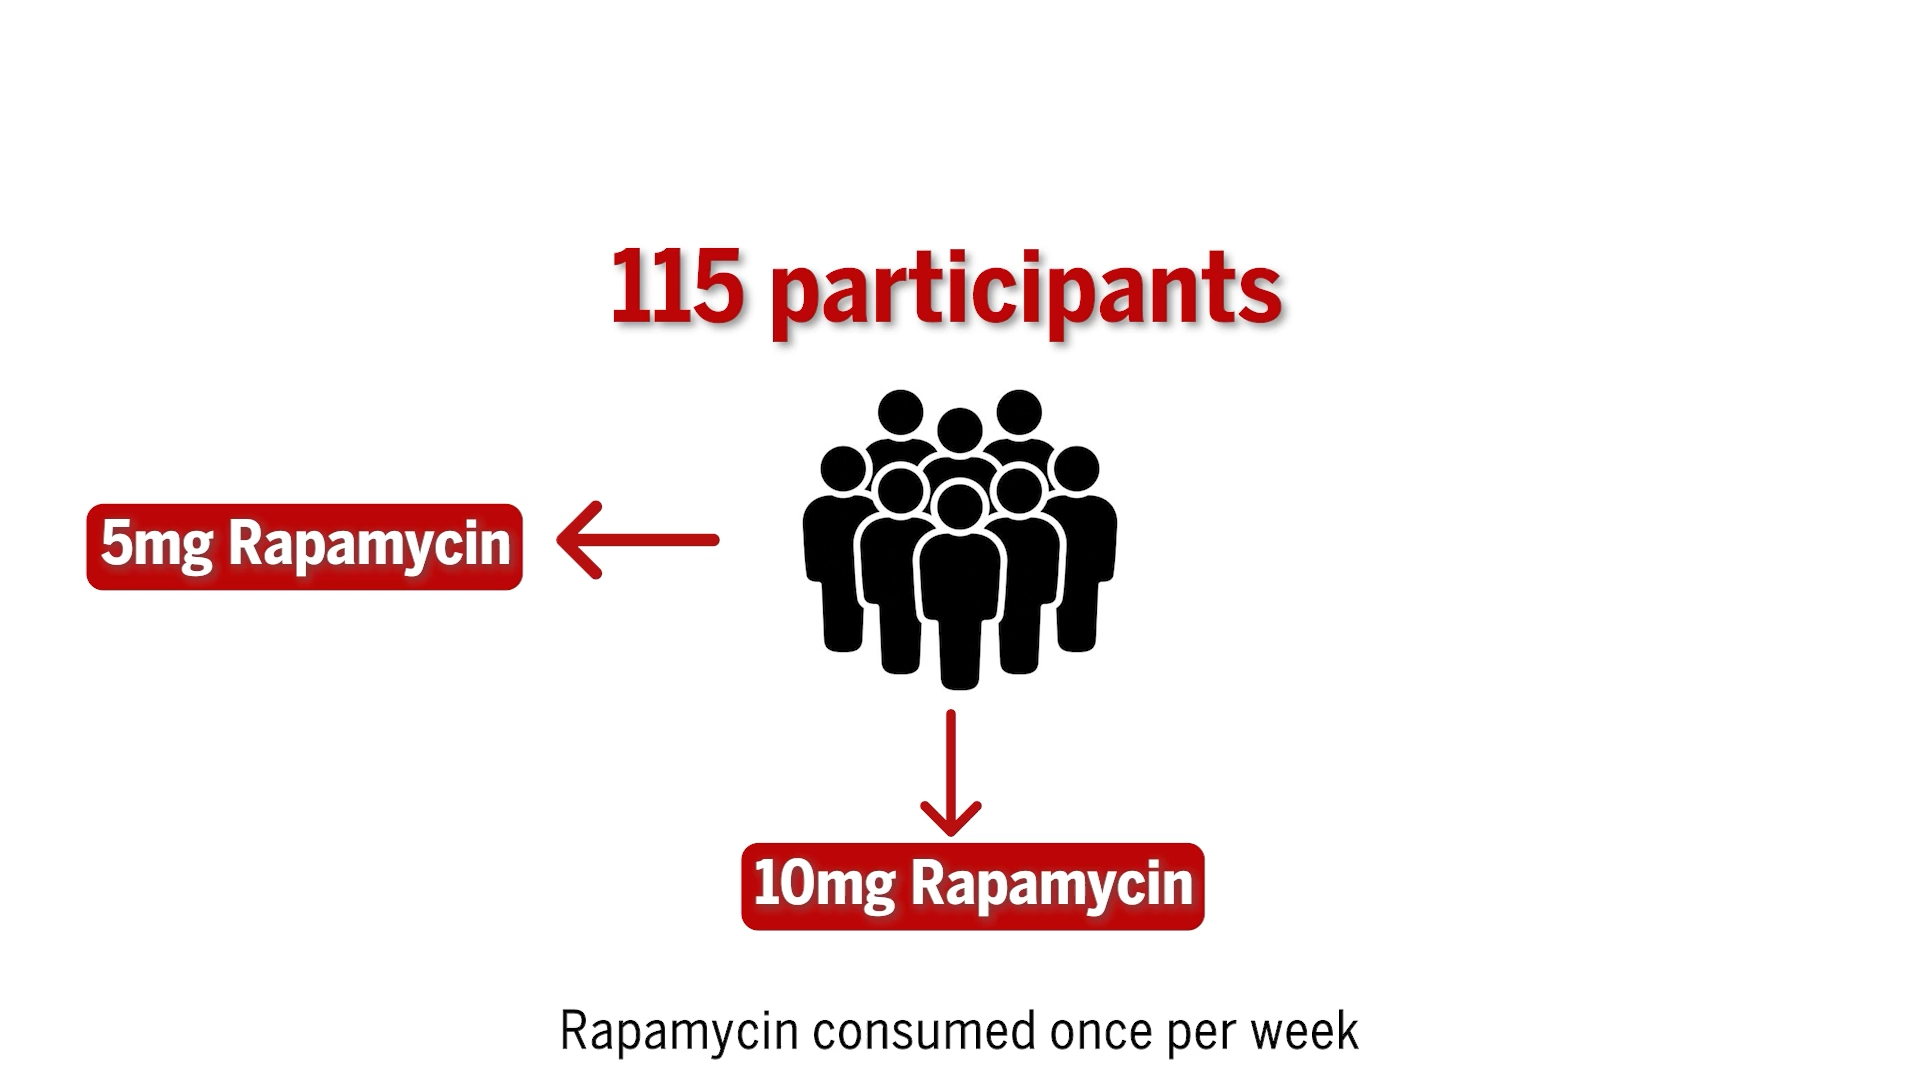 115 participants
5mg Rapamycin
10mg Rapamycin
Rapamycin consumed once per week